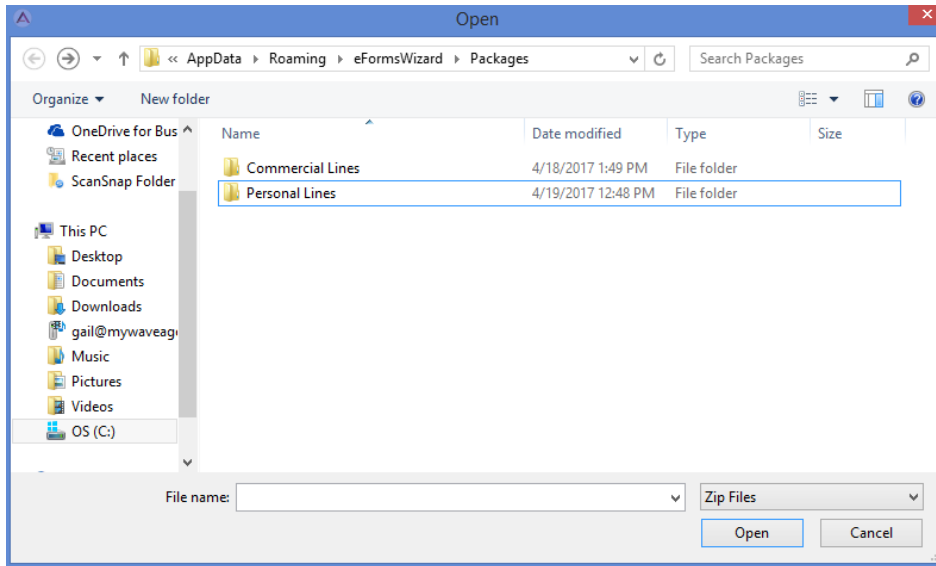 Open
« AppData Roaming eFormsWizard Packages
Search Packages
Organize New folder
OneDrive for Bus
Recent places
ScanSnap Folder
This PC
Desktop
Documents
Downloads
gail@mywaveag
Music
Pictures
Videos
OS (C:)
Name Date modified Type Size
Commercial Lines 4/18/2017 1:49 PM File folder
Personal Lines 4/19/2017 12:48 PM File folder
File name:
Zip Files
Open Cancel